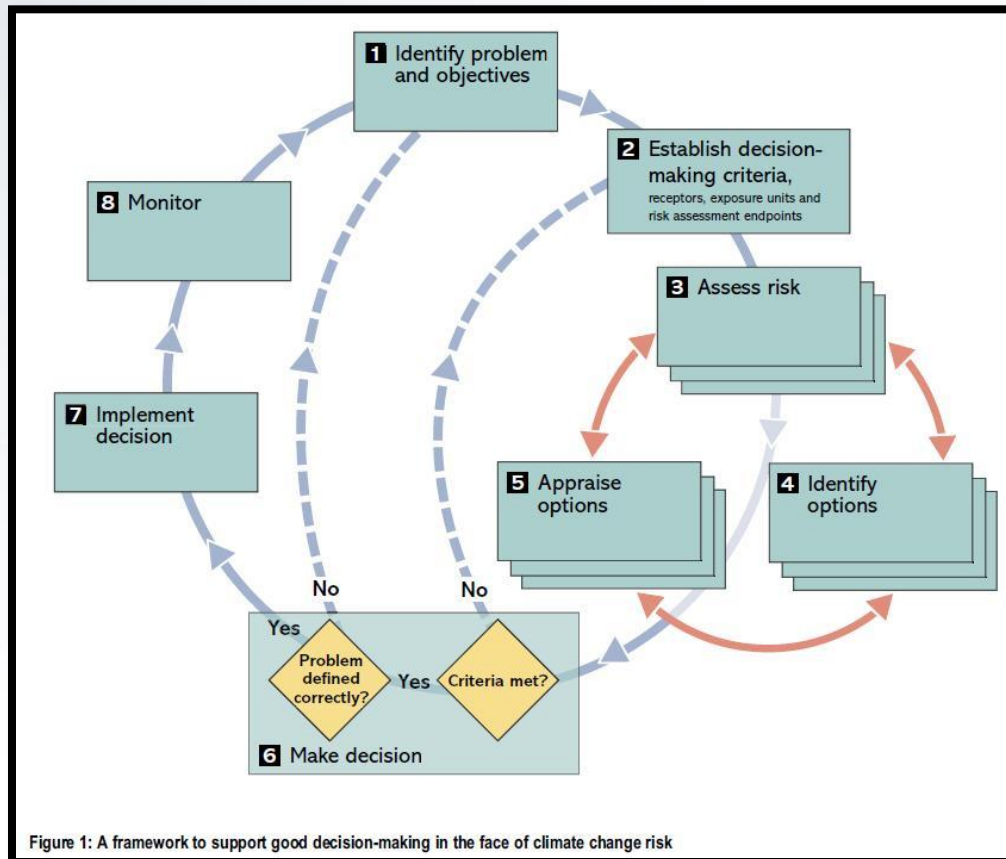 1 Identify problem
and objectives
2 Establish decision-
making criteria,
receptors, exposure units and
risk assessment endpoints
8 Monitor
3 Assess risk
7 Implement
decision
5 Appraise
options
4 Identify
options
No
No
Yes
Problem
defined
correctly?
Yes
Criteria met?
6 Make decision
Figure 1: A framework to support good decision-making in the face of climate change risk